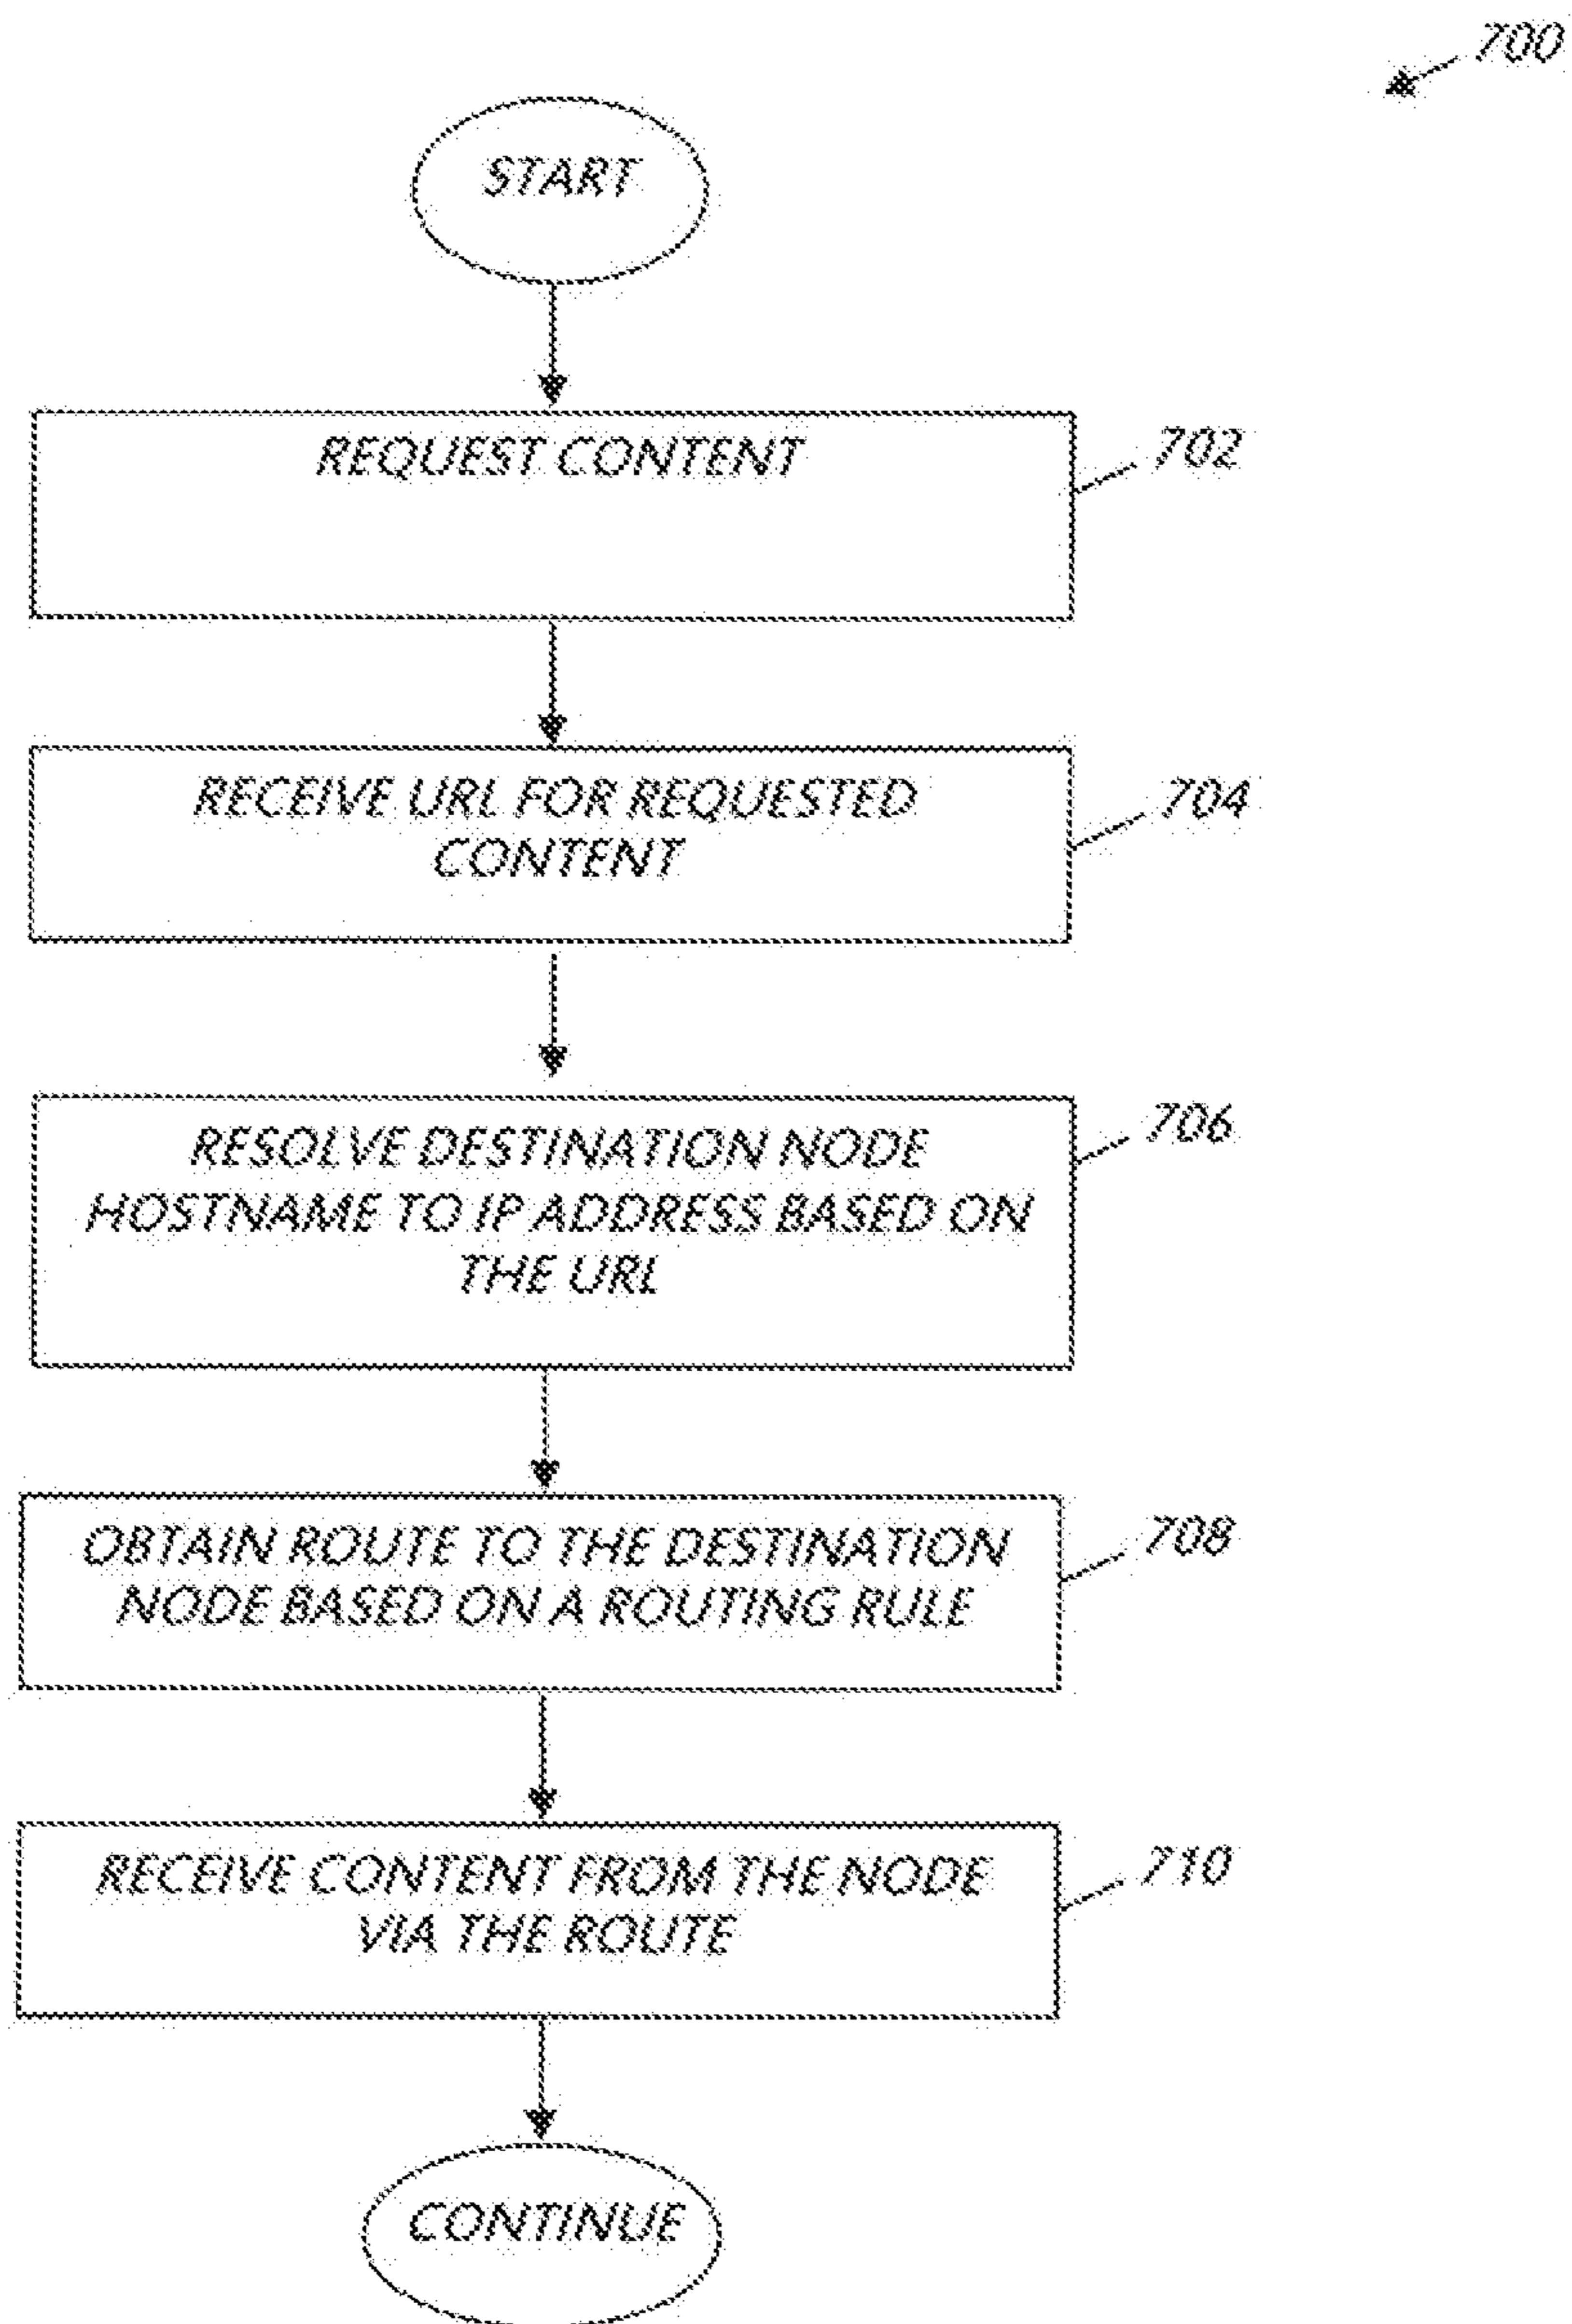 700
START
REQUEST CONTENT
702
RECEIVE URL FOR REQUESTED
CONTENT
704
RESOLVE DESTINATION NODE
HOSTNAME TO IP ADDRESS BASED ON
THE URL
706
OBTAIN ROUTE TO THE DESTINATION
NODE BASED ON A ROUTING RULE
708
RECEIVE CONTENT FROM THE NODE
VIA THE ROUTE
710
CONTINUE